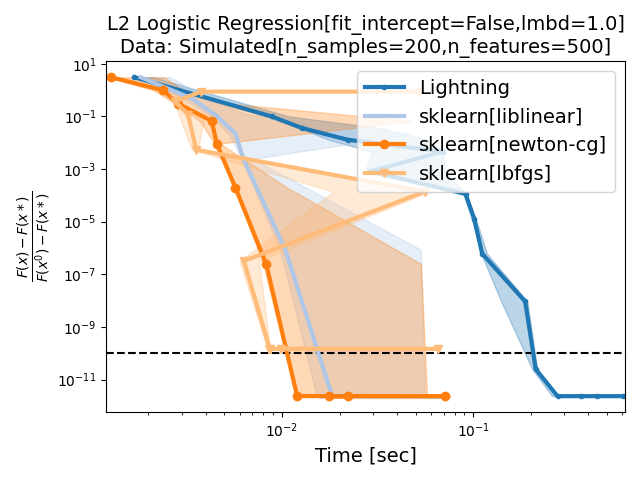 L2 Logistic Regression[fit_intercept=False,lmbd=1.0]
Data: Simulated[n_samples=200,n_features=500]
10^1
10^-1
10^-3
10^-5
10^-7
10^-9
10^-11
F(x) − F(x*)
F(x^0) − F(x*)
Lightning
sklearn[liblinear]
sklearn[newton-cg]
sklearn[lbfgs]
10^-2
10^-1
Time [sec]